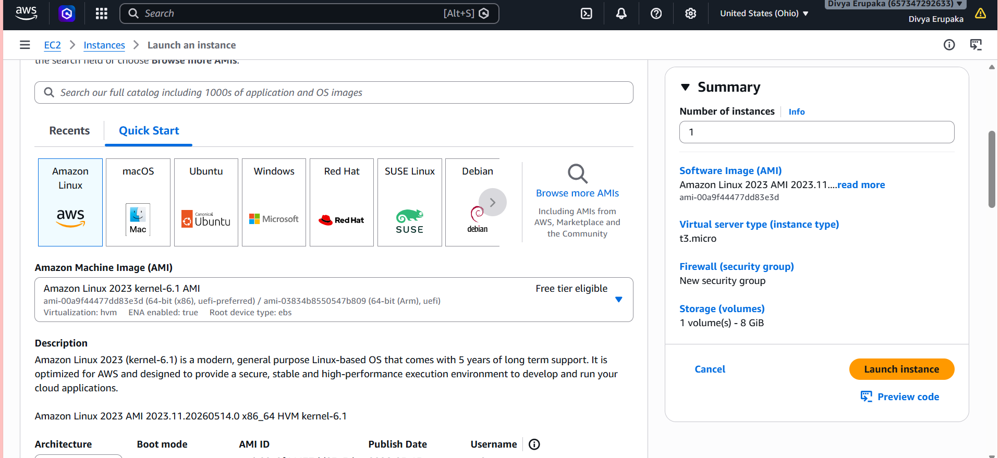 aws
Search [Alt+S]
United States (Ohio)
Divya Erupaka (657347292633)
Divya Erupaka
EC2 > Instances > Launch an instance
the search field or choose Browse more AMIs.
Search our full catalog including 1000s of application and OS images
Recents
Quick Start
Amazon Linux
aws
macOS
Mac
Ubuntu
Canonical
Ubuntu
Windows
Microsoft
Red Hat
Red Hat
SUSE Linux
SUSE
Debian
debian
Browse more AMIs
Including AMIs from
AWS, Marketplace and
the Community
Amazon Machine Image (AMI)
Amazon Linux 2023 kernel-6.1 AMI
Free tier eligible
ami-00a9f44477dd83e3d (64-bit (x86), uefi-preferred) / ami-03834b8550547b809 (64-bit (Arm), uefi)
Virtualization: hvm ENA enabled: true Root device type: ebs
Description
Amazon Linux 2023 (kernel-6.1) is a modern, general purpose Linux-based OS that comes with 5 years of long term support. It is
optimized for AWS and designed to provide a secure, stable and high-performance execution environment to develop and run your
cloud applications.
Amazon Linux 2023 AMI 2023.11.20260514.0 x86_64 HVM kernel-6.1
Architecture Boot mode AMI ID Publish Date Username
Summary
Number of instances Info
1
Software Image (AMI)
Amazon Linux 2023 AMI 2023.11....read more
ami-00a9f44477dd83e3d
Virtual server type (instance type)
t3.micro
Firewall (security group)
New security group
Storage (volumes)
1 volume(s) - 8 GiB
Cancel
Launch instance
Preview code